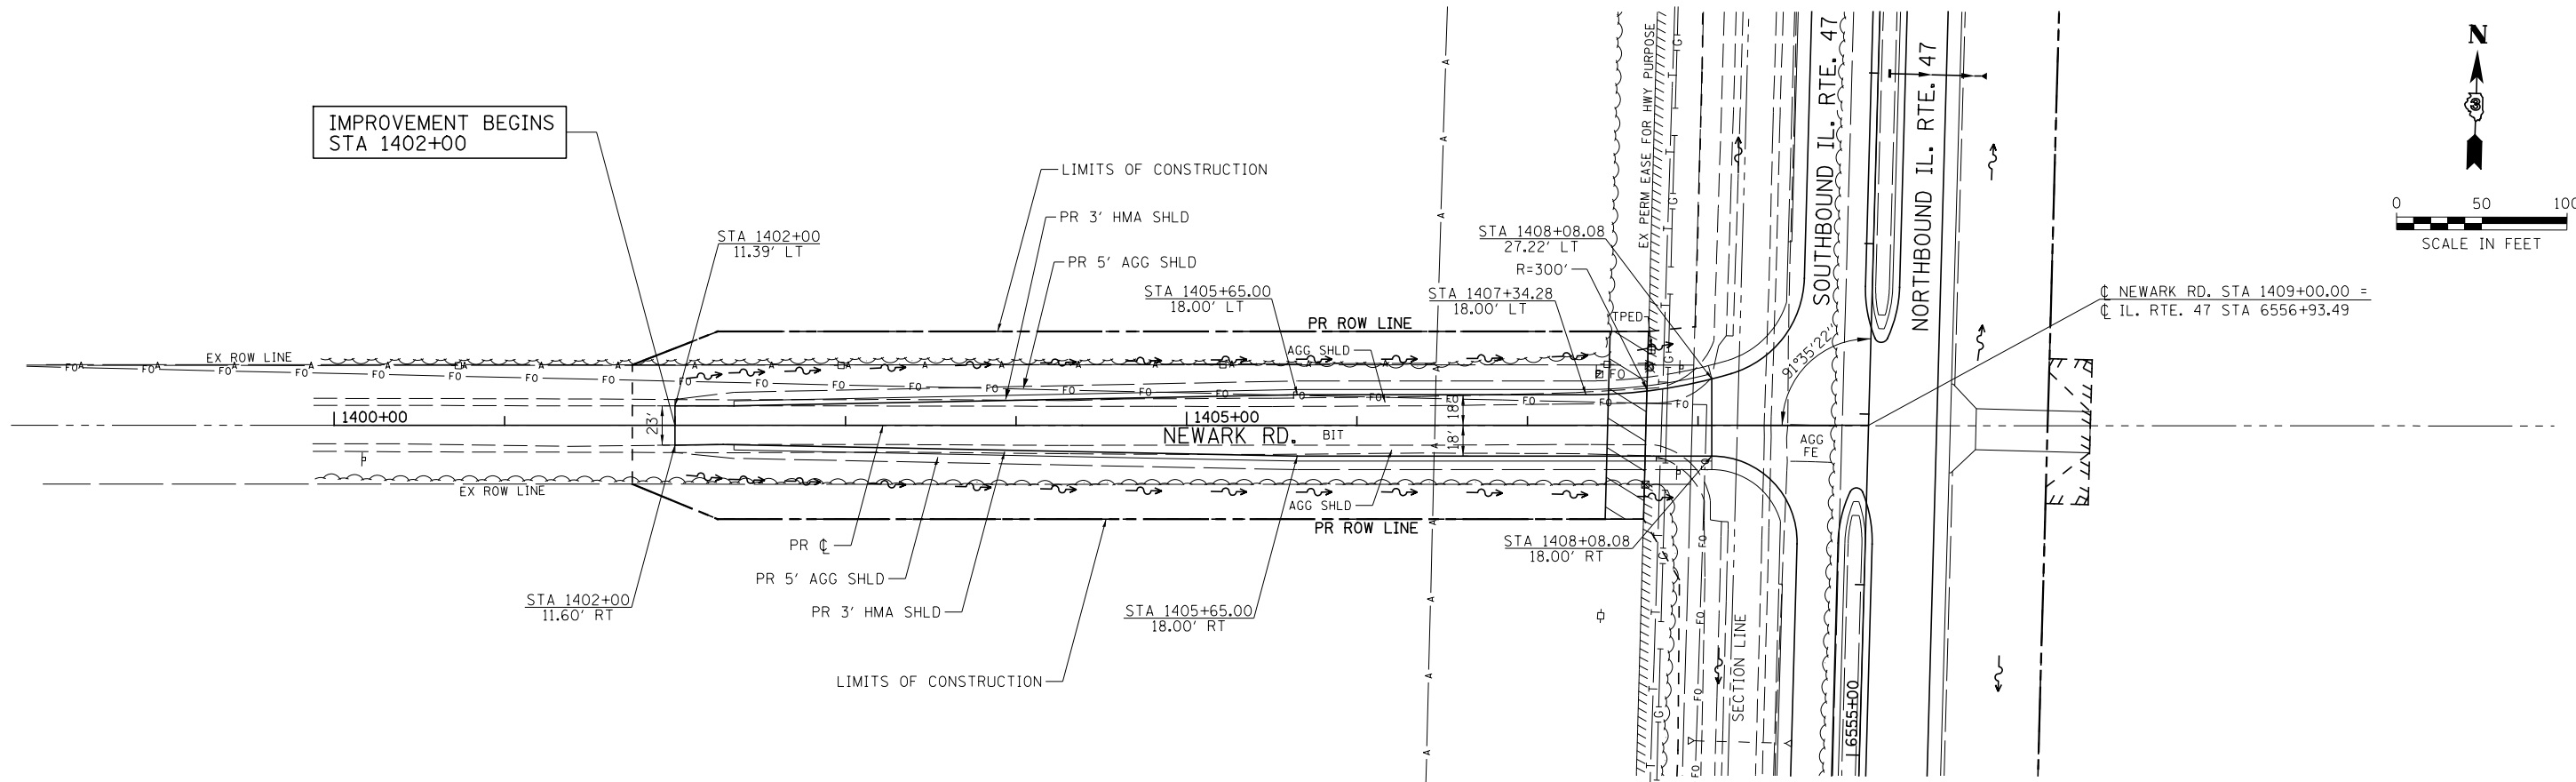 IMPROVEMENT BEGINS
STA 1402+00
LIMITS OF CONSTRUCTION
PR 3' HMA SHLD
PR 5' AGG SHLD
STA 1402+00
11.39' LT
STA 1405+65.00
18.00' LT
STA 1407+34.28
18.00' LT
STA 1408+08.08
27.22' LT
R=300'
EX PERM EASE FOR HWY PURPOSE
SOUTHBOUND IL. RTE. 47
NORTHBOUND IL. RTE. 47
N
3
0 50 100
SCALE IN FEET
℄ NEWARK RD. STA 1409+00.00 =
℄ IL. RTE. 47 STA 6556+93.49
91°35'22"
PR ROW LINE
TPED
EX ROW LINE
AGG SHLD
FO
1400+00
1405+00
23'
18'
18'
NEWARK RD.
BIT
AGG
FE
EX ROW LINE
AGG SHLD
PR ROW LINE
PR ℄
PR 5' AGG SHLD
PR 3' HMA SHLD
STA 1402+00
11.60' RT
STA 1405+65.00
18.00' RT
STA 1408+08.08
18.00' RT
LIMITS OF CONSTRUCTION
SECTION LINE
6555+00